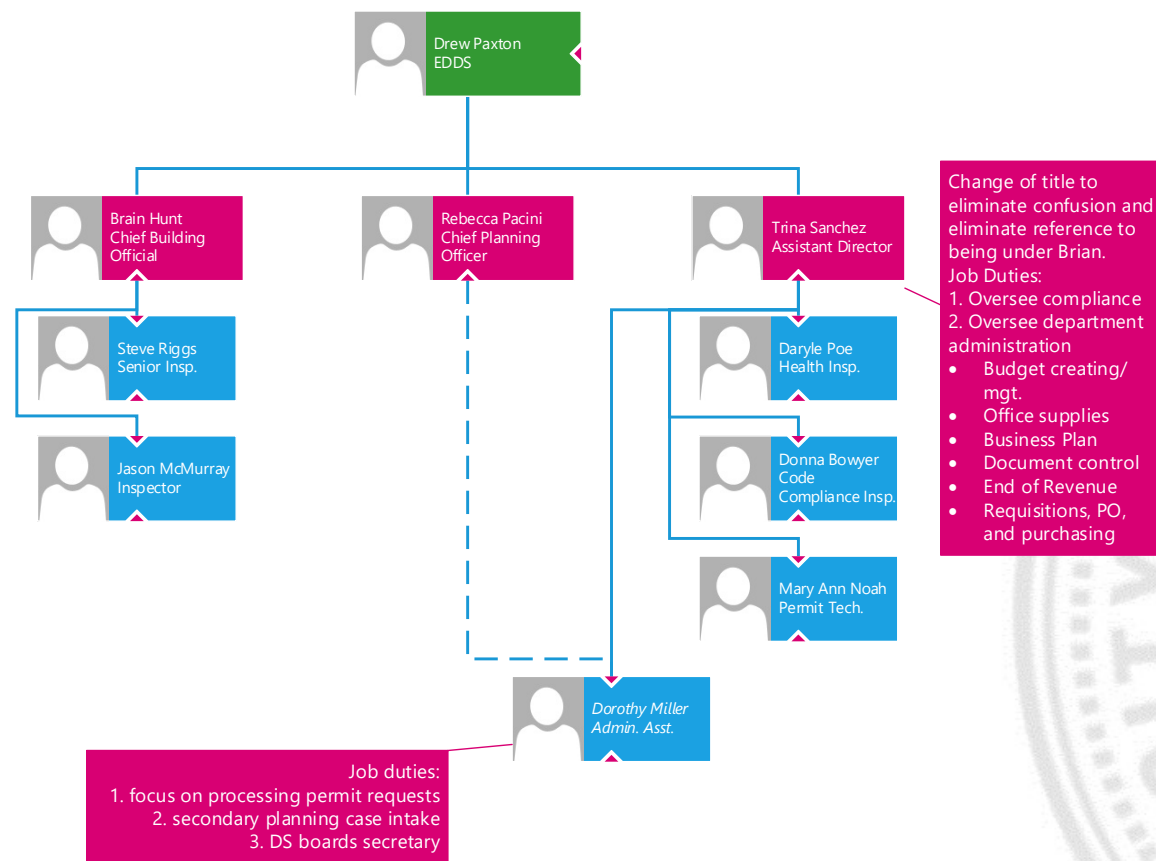 Drew Paxton
EDDS
Brain Hunt
Chief Building
Official
Rebecca Pacini
Chief Planning
Officer
Trina Sanchez
Assistant Director
Change of title to
eliminate confusion and
eliminate reference to
being under Brian.
Job Duties:
1. Oversee compliance
2. Oversee department
administration
• Budget creating/
mgt.
• Office supplies
• Business Plan
• Document control
• End of Revenue
• Requisitions, PO,
and purchasing
Steve Riggs
Senior Insp.
Daryle Poe
Health Insp.
Jason McMurray
Inspector
Donna Bowyer
Code
Compliance Insp.
Mary Ann Noah
Permit Tech.
Dorothy Miller
Admin. Asst.
Job duties:
1. focus on processing permit requests
2. secondary planning case intake
3. DS boards secretary